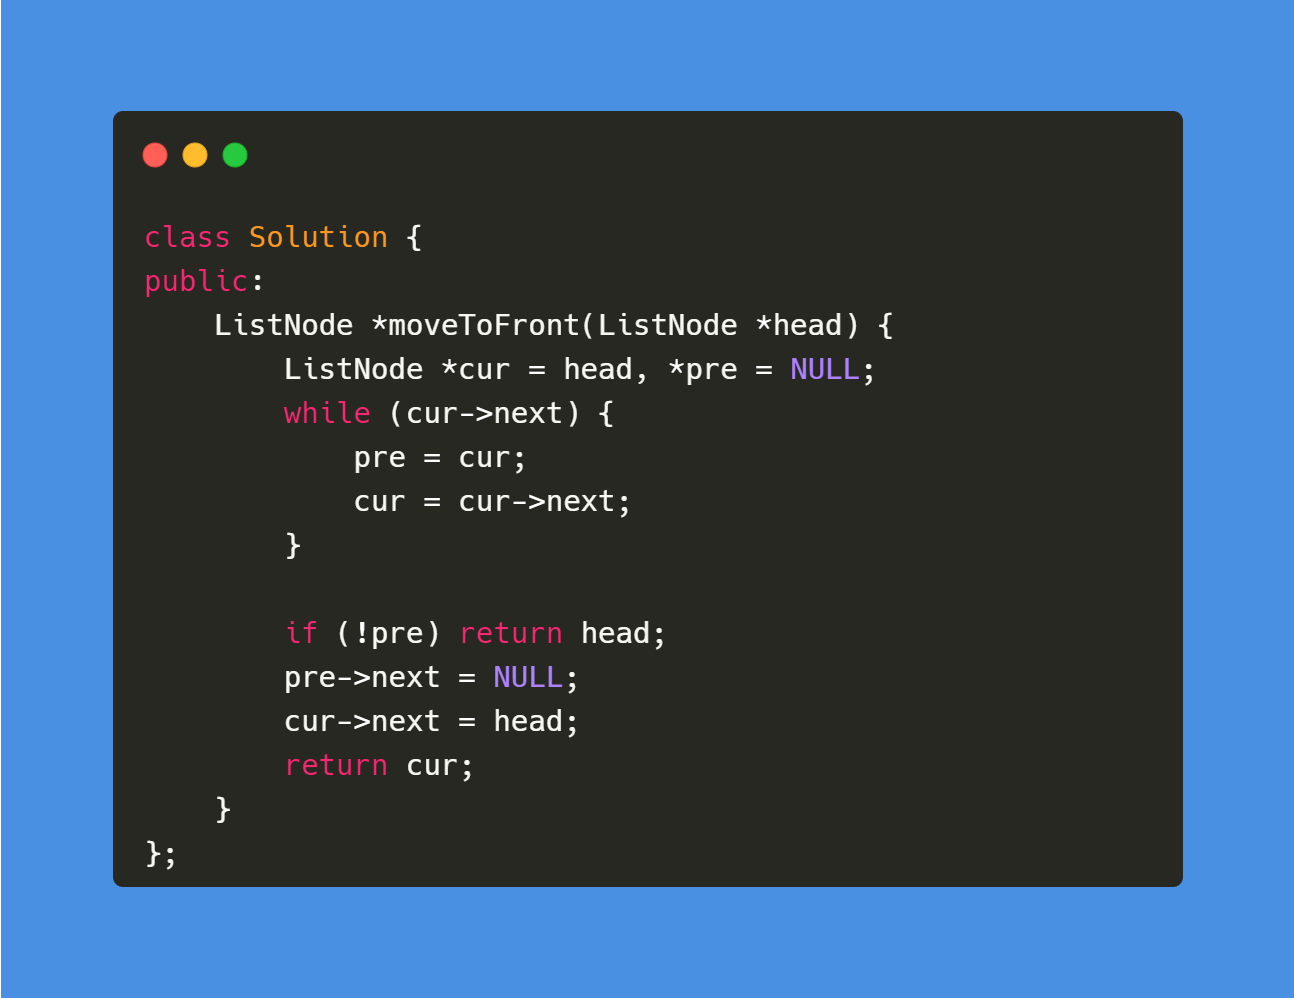 class Solution {
public:
    ListNode *moveToFront(ListNode *head) {
        ListNode *cur = head, *pre = NULL;
        while (cur->next) {
            pre = cur;
            cur = cur->next;
        }

        if (!pre) return head;
        pre->next = NULL;
        cur->next = head;
        return cur;
    }
};